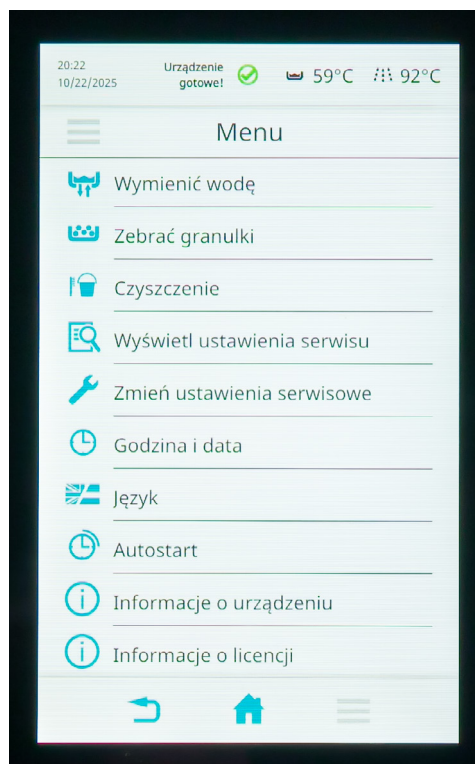 20:22
10/22/2025
Urządzenie
gotowe!
59°C
92°C
Menu
Wymienić wodę
Zebrać granulki
Czyszczenie
Wyświetl ustawienia serwisu
Zmień ustawienia serwisowe
Godzina i data
Język
Autostart
Informacje o urządzeniu
Informacje o licencji